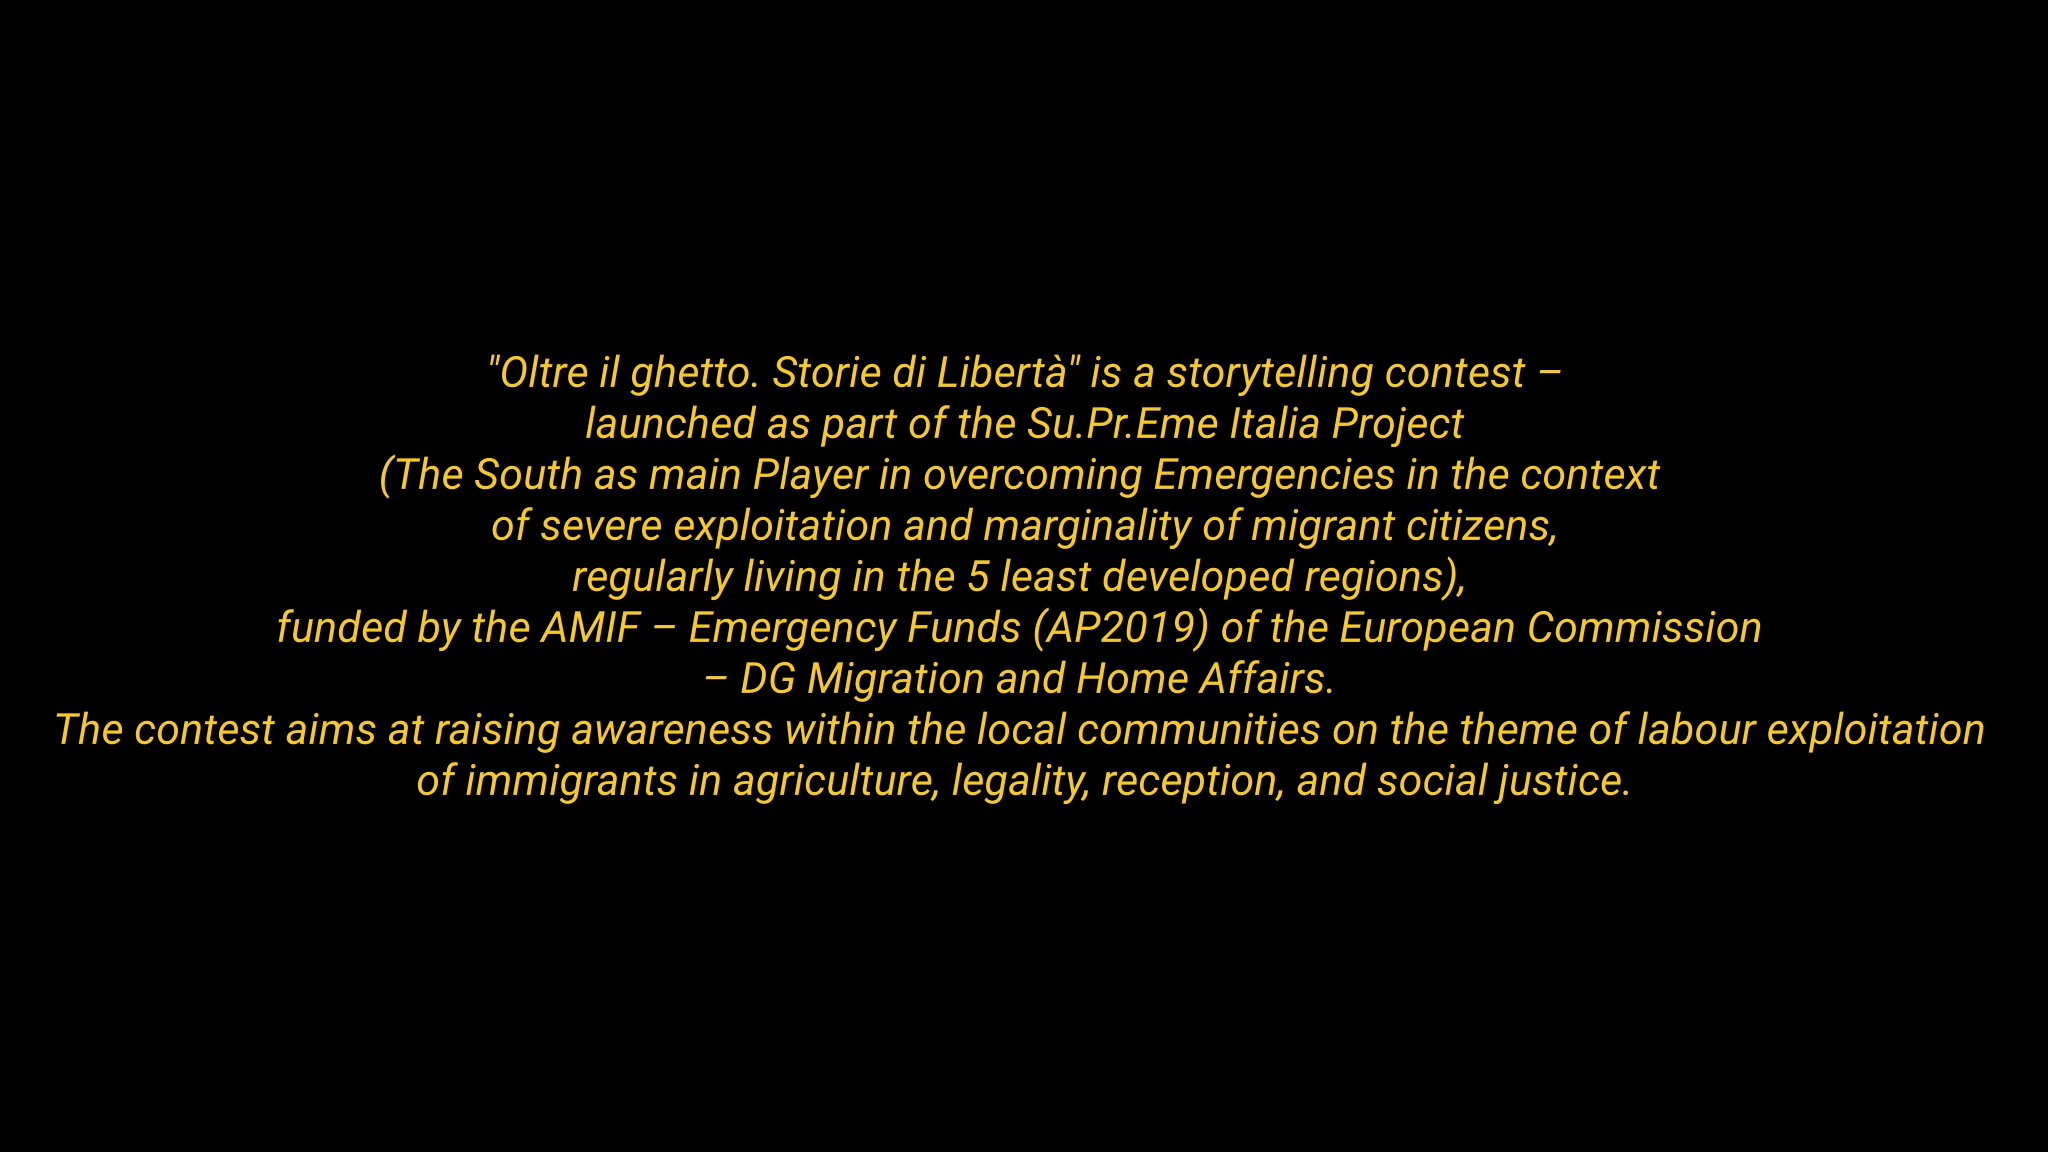 "Oltre il ghetto. Storie di Libertà" is a storytelling contest –
launched as part of the Su.Pr.Eme Italia Project
(The South as main Player in overcoming Emergencies in the context
of severe exploitation and marginality of migrant citizens,
regularly living in the 5 least developed regions),
funded by the AMIF – Emergency Funds (AP2019) of the European Commission
– DG Migration and Home Affairs.
The contest aims at raising awareness within the local communities on the theme of labour exploitation
of immigrants in agriculture, legality, reception, and social justice.